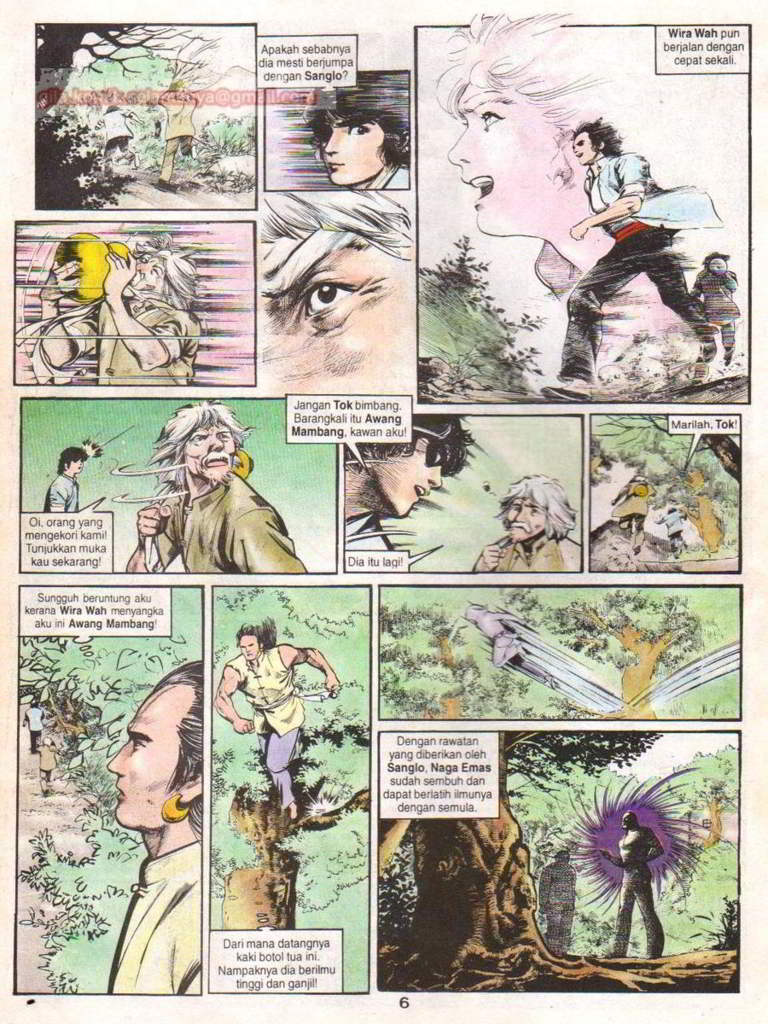 Apakah sebabnya
dia mesti berjumpa
dengan Sanglo?
Wira Wah pun
berjalan dengan
cepat sekali.
Oi, orang yang
mengekori kami!
Tunjukkan muka
kau sekarang!
Jangan Tok bimbang.
Barangkali itu Awang
Mambang, kawan aku!
Dia itu lagi!
Marilah, Tok!
Sungguh beruntung aku
kerana Wira Wah menyangka
aku ini Awang Mambang!
Dari mana datangnya
kaki botol tua ini.
Nampaknya dia berilmu
tinggi dan ganjil!
Dengan rawatan
yang diberikan oleh
Sanglo, Naga Emas
sudah sembuh dan
dapat berlatih ilmunya
dengan semula.
6